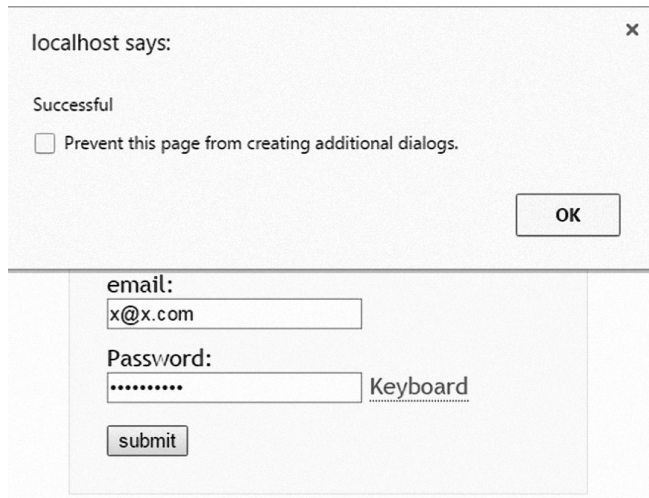 localhost says:
Successful
Prevent this page from creating additional dialogs.
OK
email:
x@x.com
Password:
••••••••••
Keyboard
submit